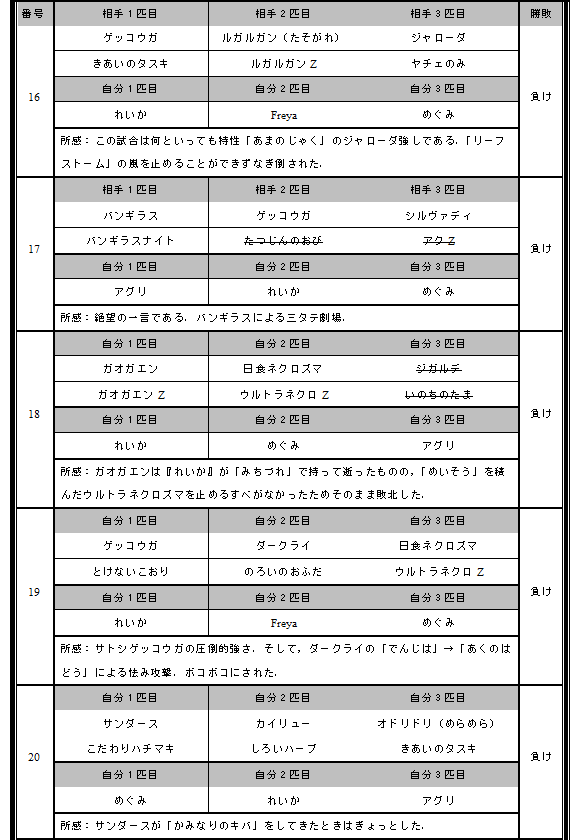 番号 相手1匹目 相手2匹目 相手3匹目 勝敗
16 ゲッコウガ ルガルガン（たそがれ） ジャローダ 負け
きあいのタスキ ルガルガンZ ヤチェのみ
自分1匹目 自分2匹目 自分3匹目
れいか Freya めぐみ
所感：この試合は何といっても特性「あまのじゃく」のジャローダ強しである．「リーフ
ストーム」の嵐を止めることができずなぎ倒された．
17 相手1匹目 相手2匹目 相手3匹目 負け
バンギラス ゲッコウガ シルヴァディ
バンギラスナイト たつじんのおび アクZ
自分1匹目 自分2匹目 自分3匹目
アグリ れいか めぐみ
所感：絶望の一言である．バンギラスによる三タテ劇場．
18 自分1匹目 自分2匹目 自分3匹目 負け
ガオガエン 日食ネクロズマ ジガルデ
ガオガエンZ ウルトラネクロZ いのちのたま
自分1匹目 自分2匹目 自分3匹目
れいか めぐみ アグリ
所感：ガオガエンは『れいか』が「みちづれ」で持って逝ったものの，「めいそう」を積
んだウルトラネクロズマを止めるすべがなかったためそのまま敗北した．
19 自分1匹目 自分2匹目 自分3匹目 負け
ゲッコウガ ダークライ 日食ネクロズマ
とけないこおり のろいのおふだ ウルトラネクロZ
自分1匹目 自分2匹目 自分3匹目
れいか Freya めぐみ
所感：サトシゲッコウガの圧倒的強さ．そして，ダークライの「でんじは」→「あくのは
どう」による怯み攻撃．ボコボコにされた．
20 自分1匹目 自分2匹目 自分3匹目 負け
サンダース カイリュー オドリドリ（めらめら）
こだわりハチマキ しろいハーブ きあいのタスキ
自分1匹目 自分2匹目 自分3匹目
めぐみ れいか アグリ
所感：サンダースが「かみなりのキバ」をしてきたときはぎょっとした．